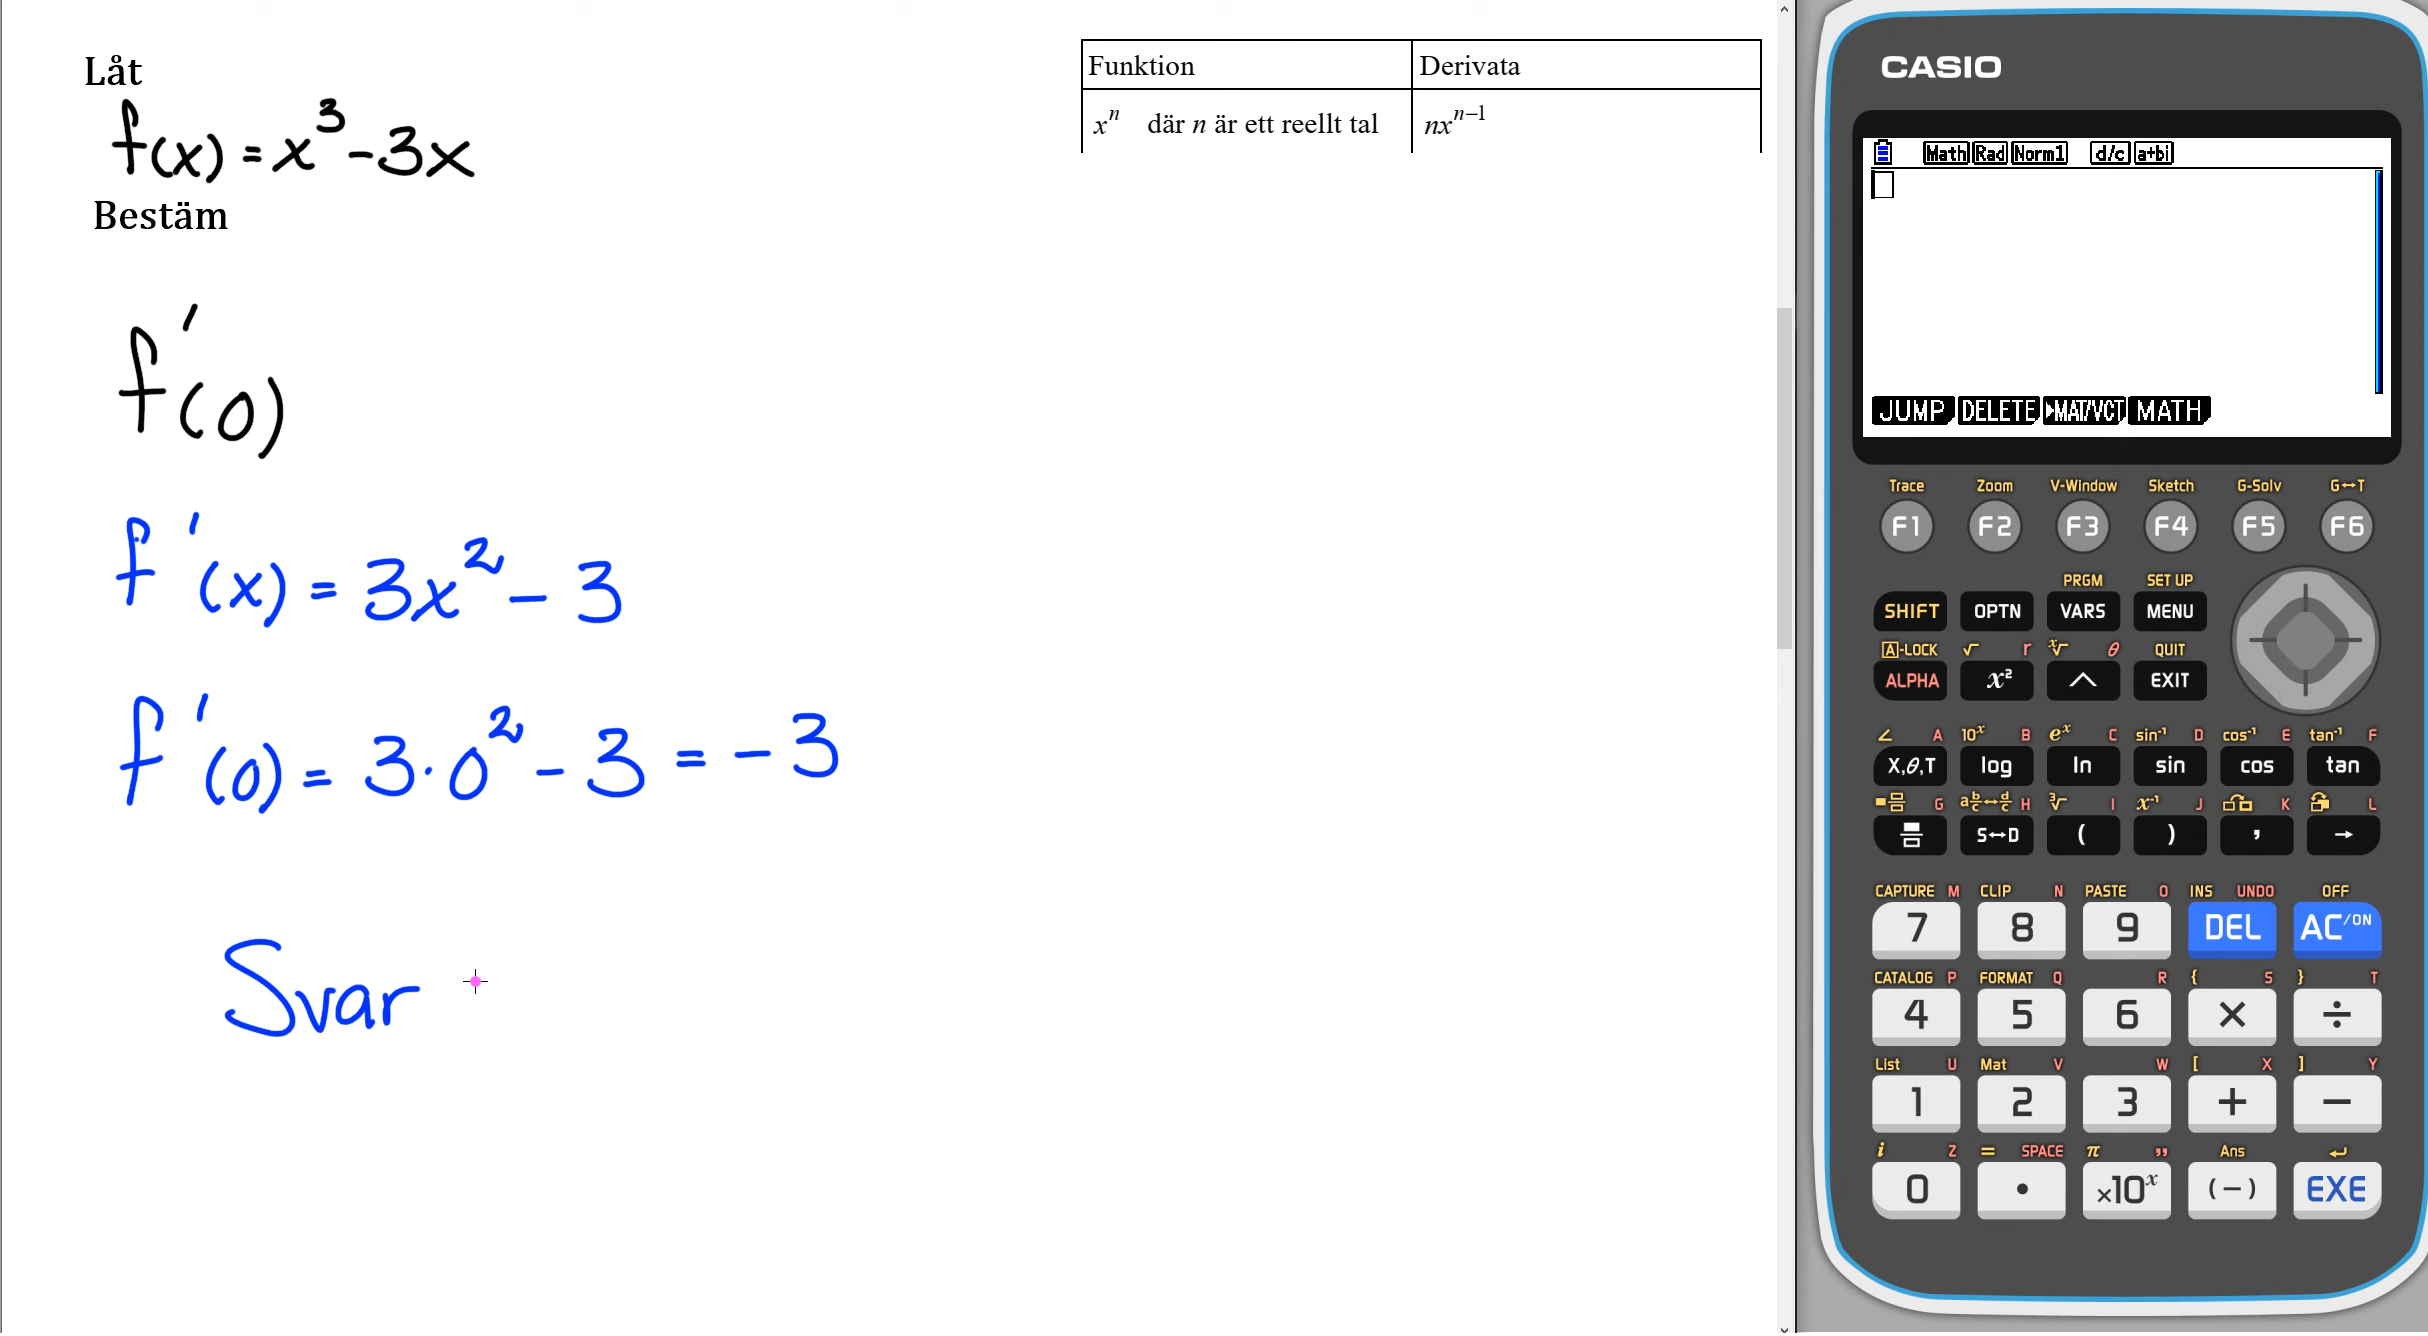 Låt
f(x) = x³ - 3x
Bestäm
f'(0)
f'(x) = 3x² - 3
f'(0) = 3·0² - 3 = -3
Svar
Funktion Derivata
xⁿ där n är ett reellt tal nxⁿ⁻¹
CASIO
Math Rad Norm1 d/c a+bi
JUMP DELETE ▸MAT/VCT MATH
Trace Zoom V-Window Sketch G-Solv G↔T
F1 F2 F3 F4 F5 F6
PRGM SET UP
SHIFT OPTN VARS MENU
A-LOCK √ r ˣ√ θ QUIT
ALPHA x² ^ EXIT
∠ A 10ˣ B eˣ C sin⁻¹ D cos⁻¹ E tan⁻¹ F
X,θ,T log ln sin cos tan
G a b/c↔d/c H ³√ I x⁻¹ J K L
S↔D ( ) , →
CAPTURE M CLIP N PASTE O INS UNDO OFF
7 8 9 DEL AC/ON
CATALOG P FORMAT Q R { S } T
4 5 6 × ÷
List U Mat V W [ X ] Y
1 2 3 + −
i Z = SPACE π " Ans ↵
0 • ×10ˣ (−) EXE